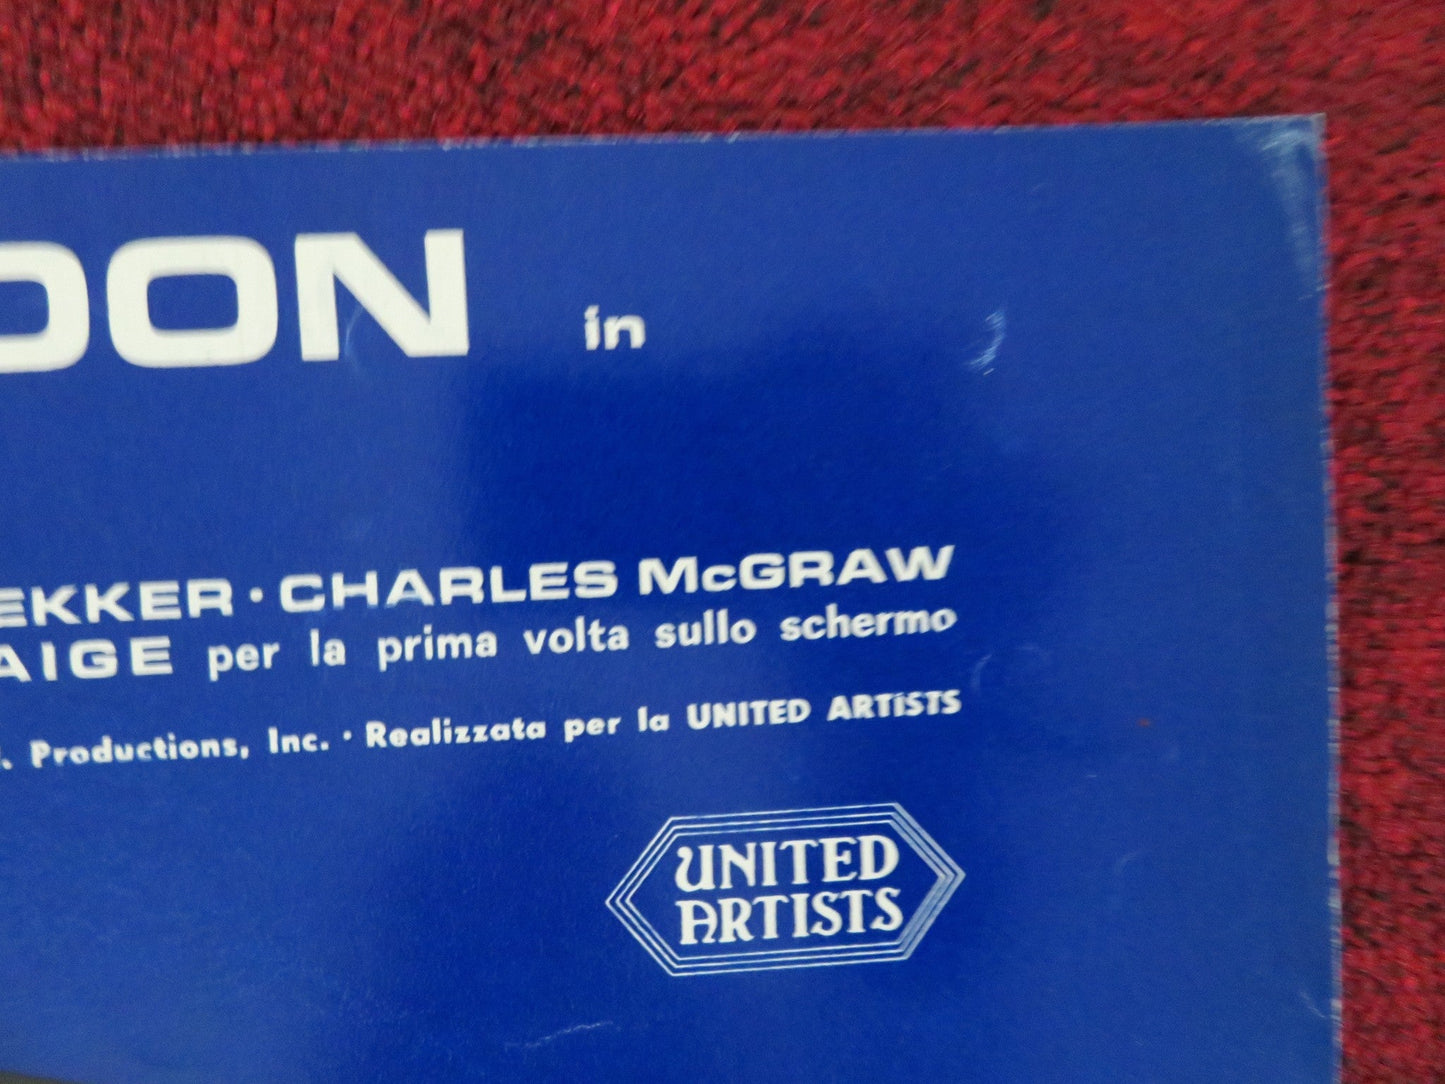 OON in
EKKER · CHARLES McGRAW
AIGE per la prima volta sullo schermo
. Productions, Inc. · Realizzata per la UNITED ARTiSTS
UNITED
ARTISTS